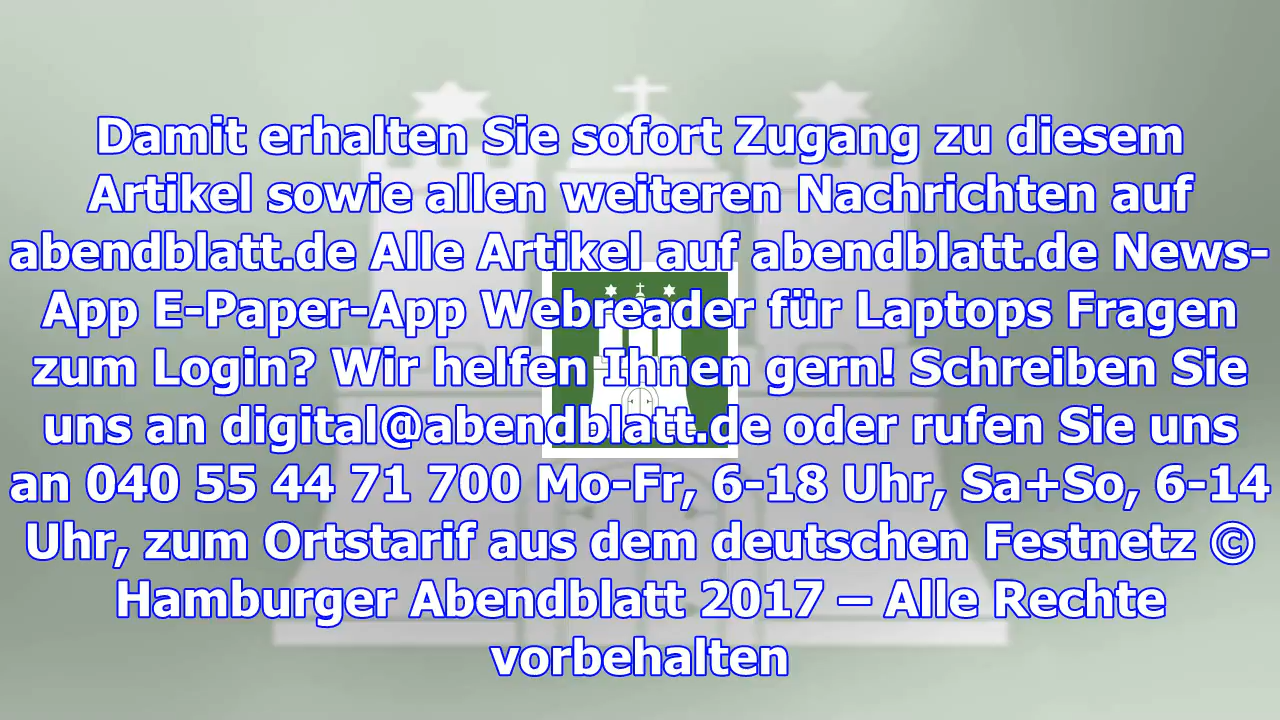 Damit erhalten Sie sofort Zugang zu diesem
Artikel sowie allen weiteren Nachrichten auf
abendblatt.de Alle Artikel auf abendblatt.de News-
App E-Paper-App Webreader für Laptops Fragen
zum Login? Wir helfen Ihnen gern! Schreiben Sie
uns an digital@abendblatt.de oder rufen Sie uns
an 040 55 44 71 700 Mo-Fr, 6-18 Uhr, Sa+So, 6-14
Uhr, zum Ortstarif aus dem deutschen Festnetz ©
Hamburger Abendblatt 2017 – Alle Rechte
vorbehalten